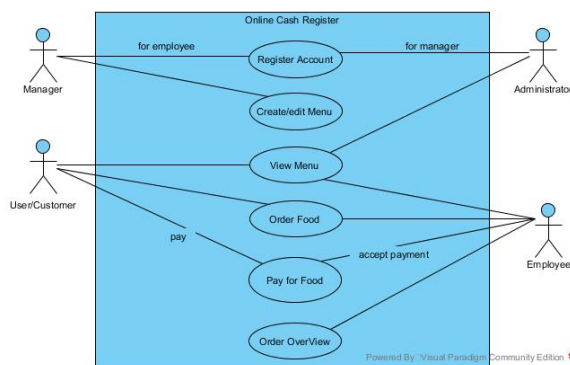 Online Cash Register
for employee
for manager
Register Account
Manager
Administrator
Create/edit Menu
View Menu
User/Customer
Order Food
pay
accept payment
Employee
Pay for Food
Order OverView
Powered By Visual Paradigm Community Edition